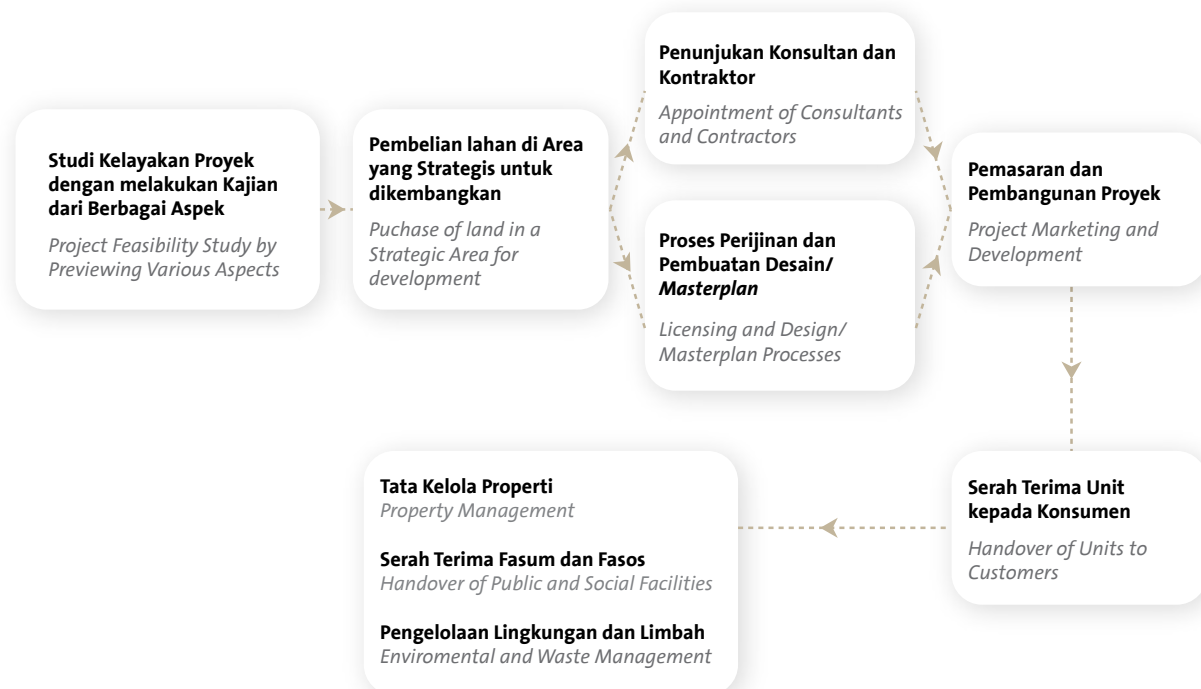 Studi Kelayakan Proyek
dengan melakukan Kajian
dari Berbagai Aspek
Project Feasibility Study by
Previewing Various Aspects
Pembelian lahan di Area
yang Strategis untuk
dikembangkan
Puchase of land in a
Strategic Area for
development
Penunjukan Konsultan dan
Kontraktor
Appointment of Consultants
and Contractors
Proses Perijinan dan
Pembuatan Desain/
Masterplan
Licensing and Design/
Masterplan Processes
Pemasaran dan
Pembangunan Proyek
Project Marketing and
Development
Serah Terima Unit
kepada Konsumen
Handover of Units to
Customers
Tata Kelola Properti
Property Management
Serah Terima Fasum dan Fasos
Handover of Public and Social Facilities
Pengelolaan Lingkungan dan Limbah
Enviromental and Waste Management